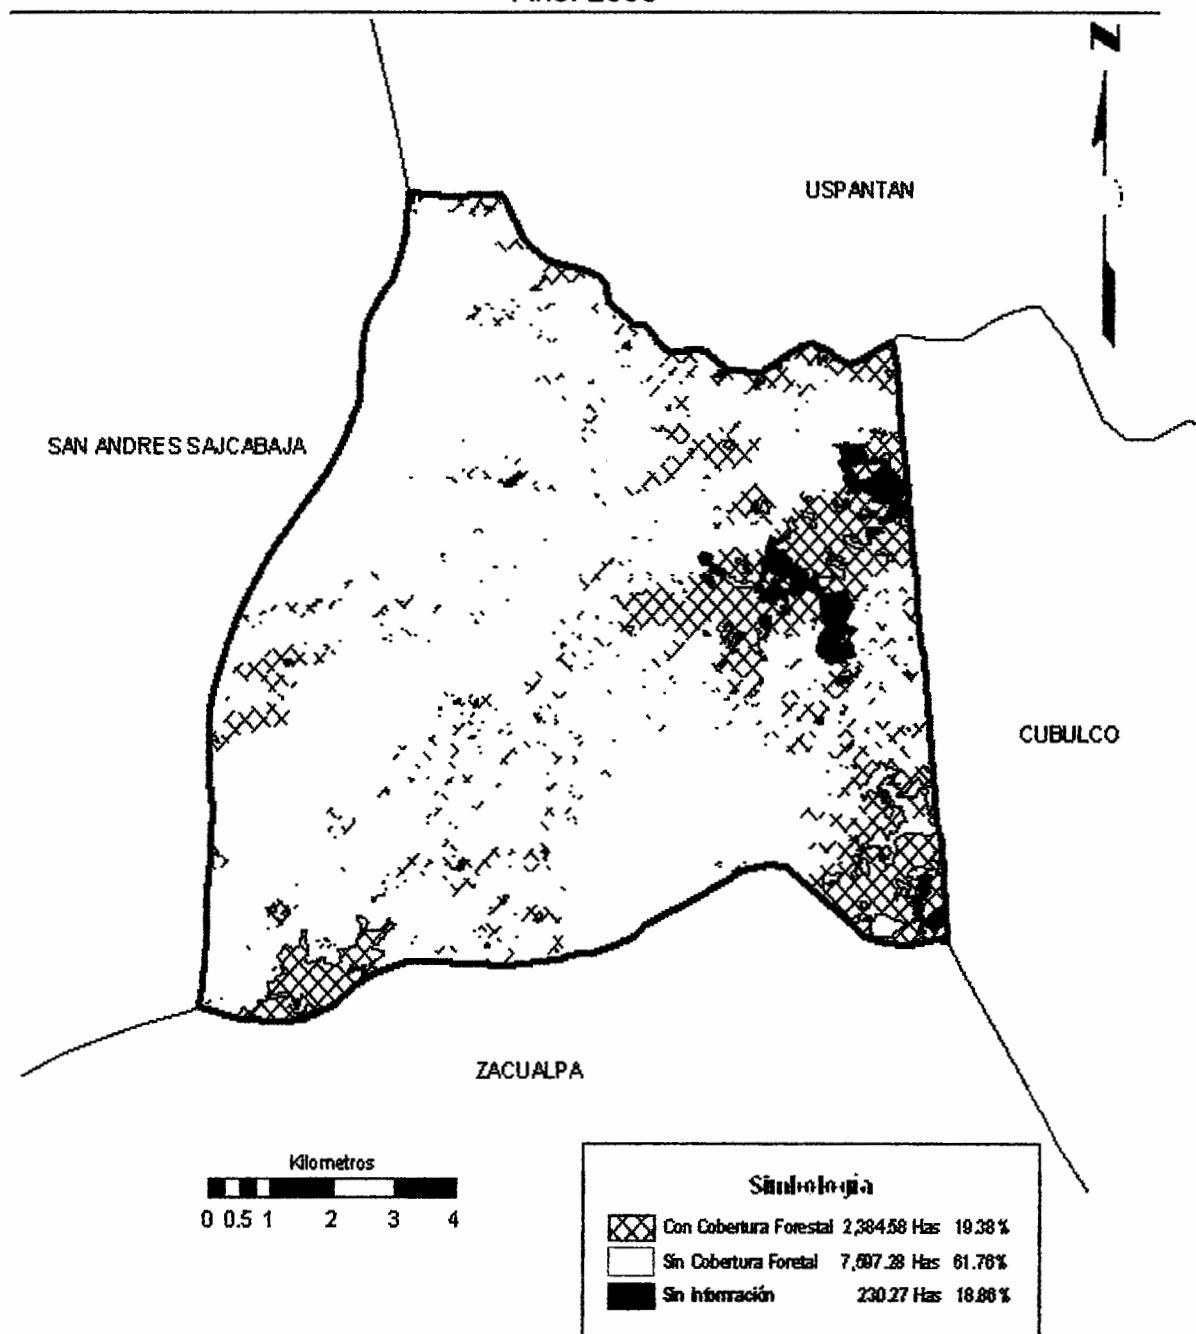 N
USPANTAN
SAN ANDRES SAJCABAJA
CUBULCO
ZACUALPA
Kilometros
0 0.5 1 2 3 4
Simbologia
Con Cobertura Forestal 2,384.58 Has 19.38%
Sin Cobertura Foretal 7,597.28 Has 61.76%
Sin Información 230.27 Has 18.86%